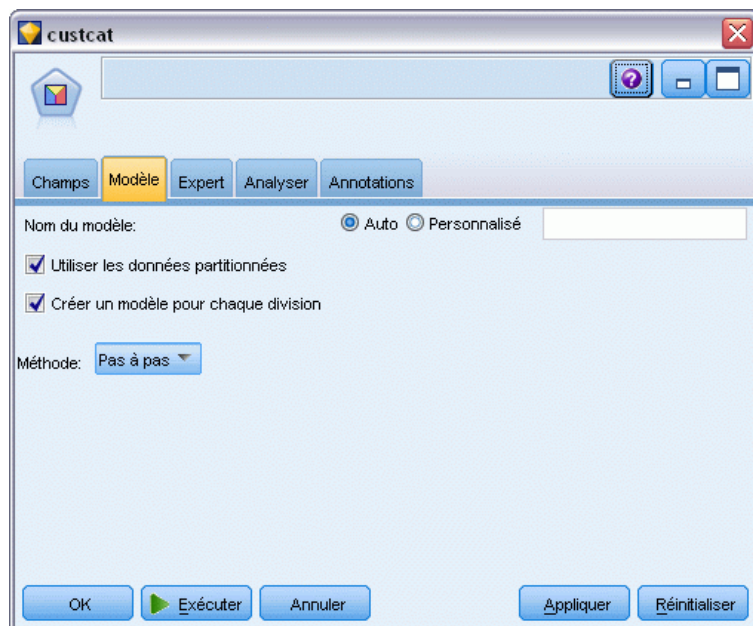 custcat
?
Champs Modèle Expert Analyser Annotations
Nom du modèle: Auto Personnalisé
Utiliser les données partitionnées
Créer un modèle pour chaque division
Méthode: Pas à pas
OK Exécuter Annuler Appliquer Réinitialiser